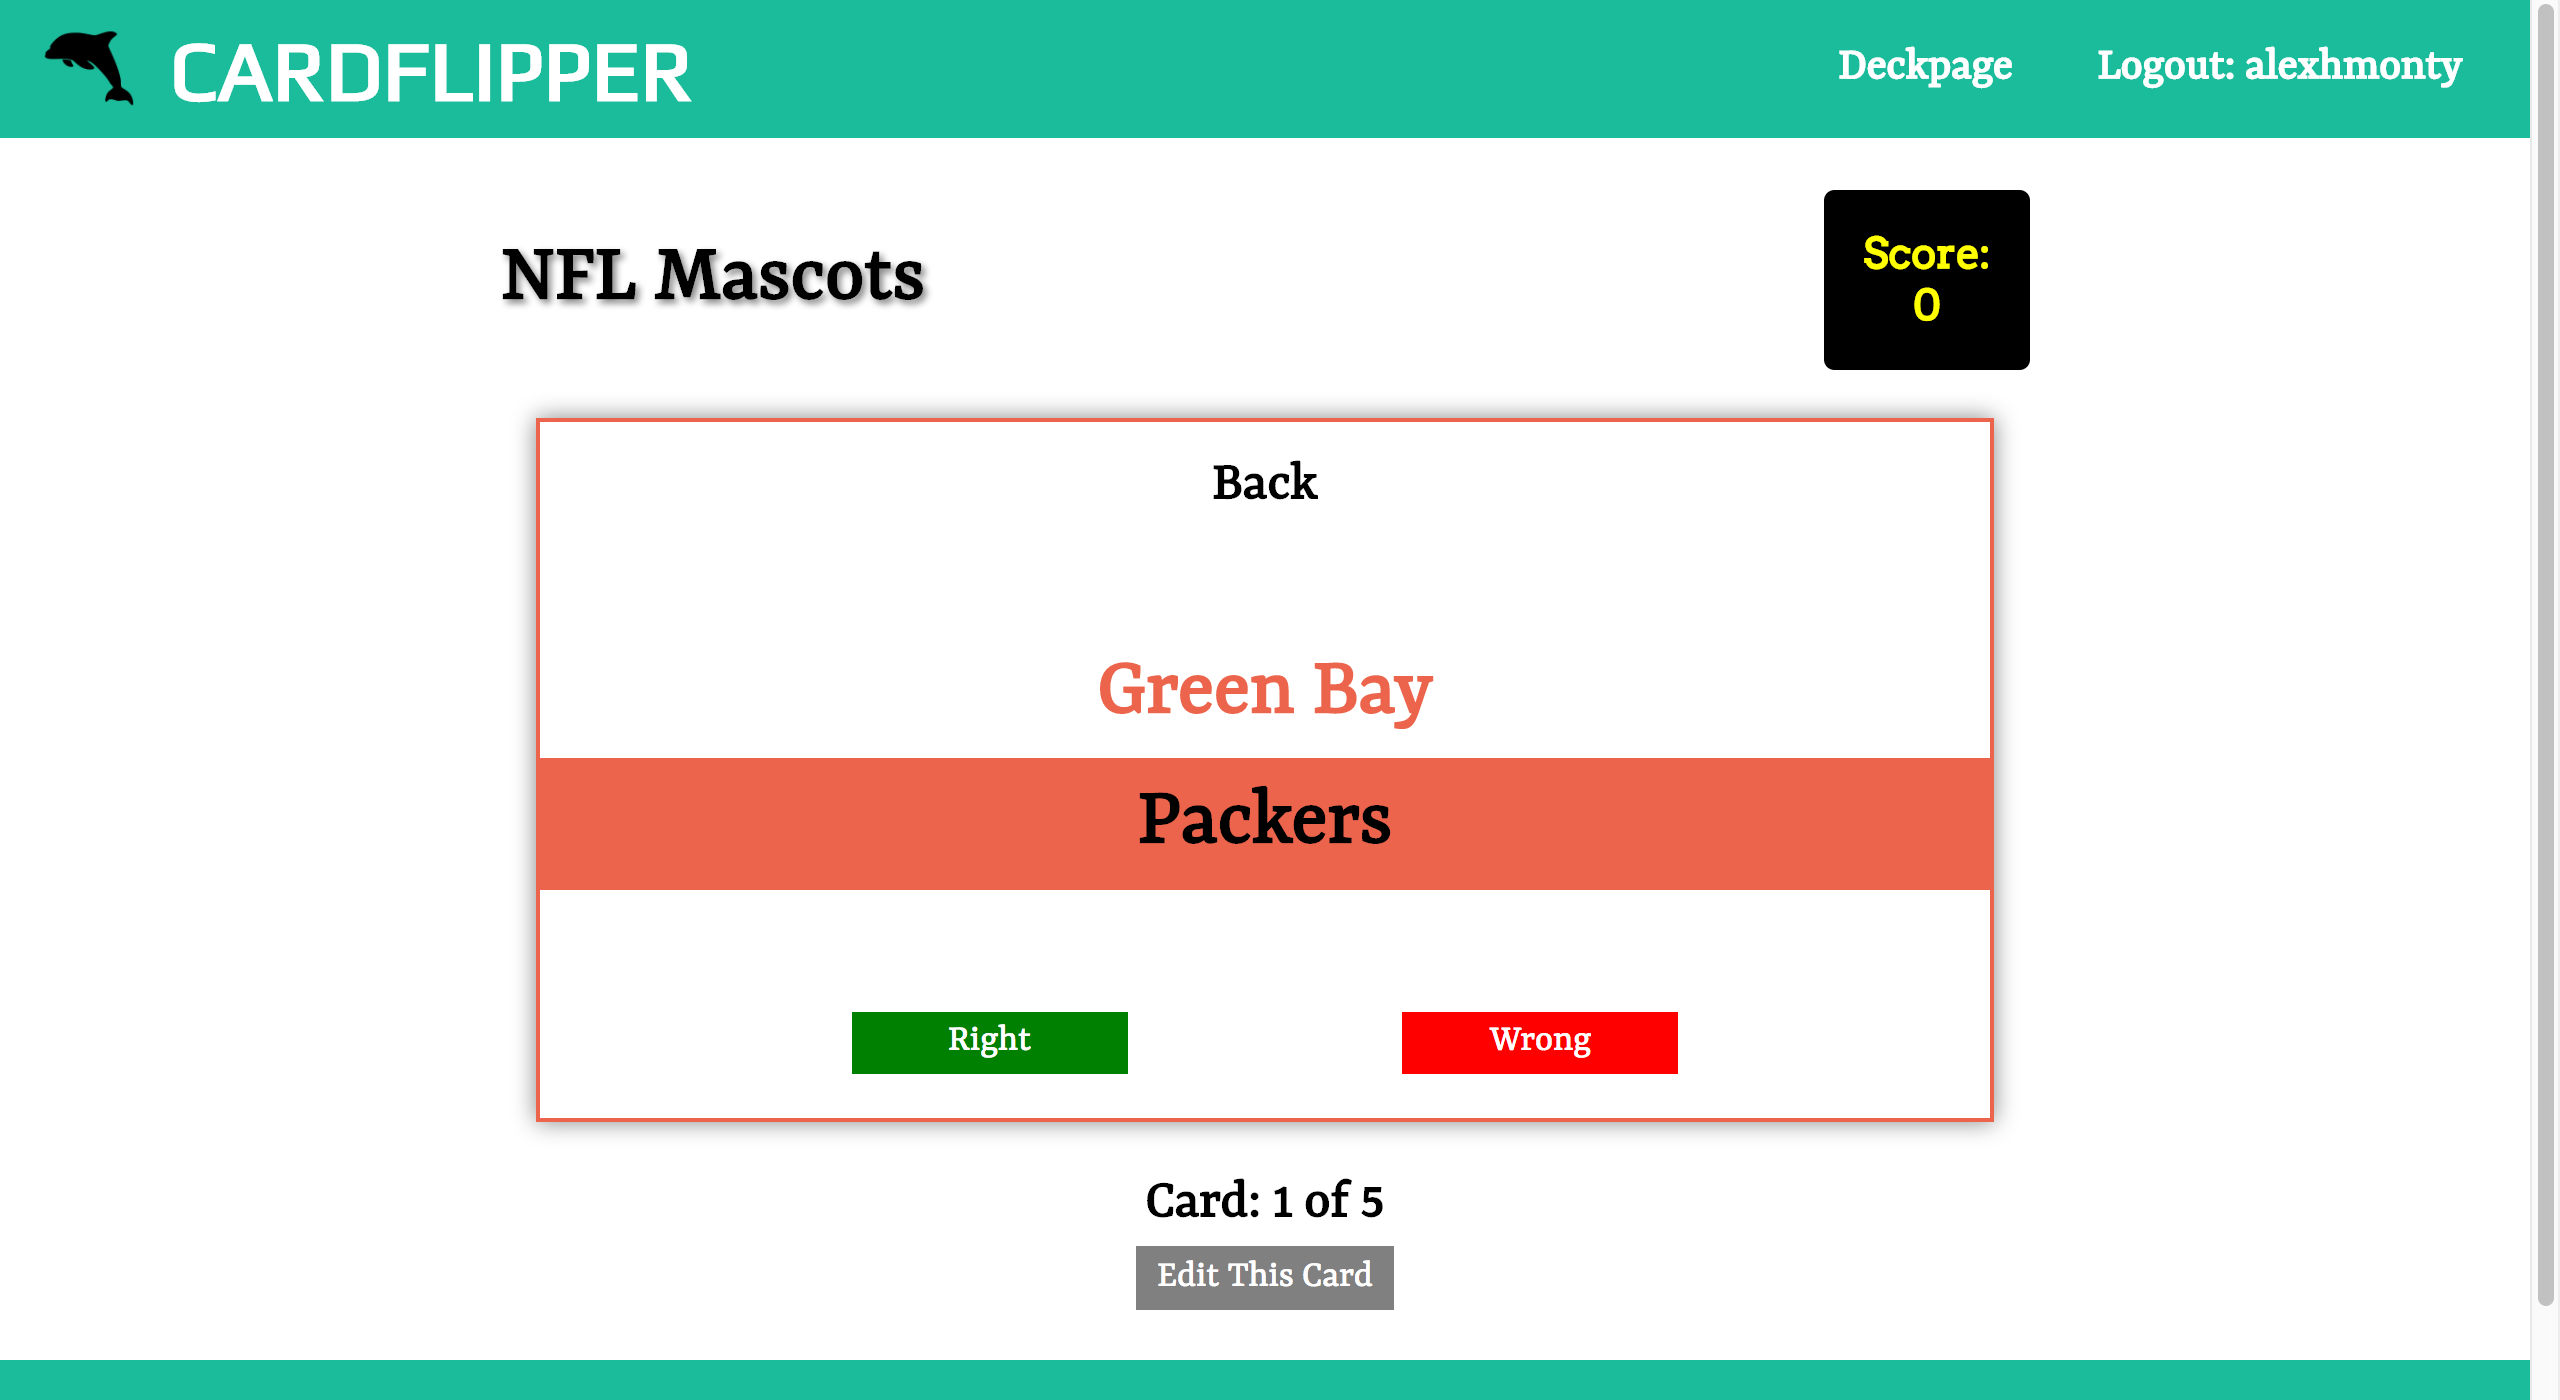 CARDFLIPPER
Deckpage
Logout: alexhmonty
NFL Mascots
Score:
0
Back
Green Bay
Packers
Right
Wrong
Card: 1 of 5
Edit This Card